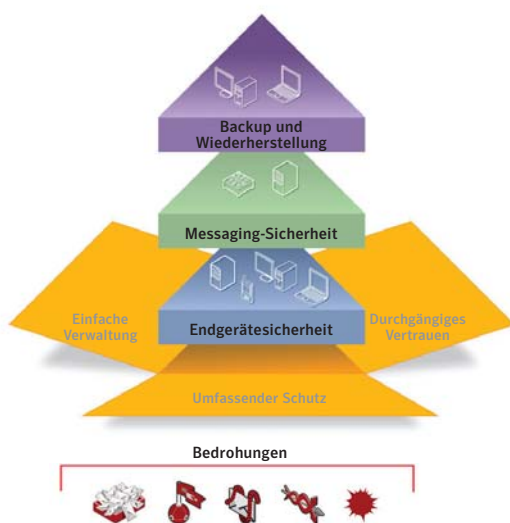 Backup und
Wiederherstellung
Messaging-Sicherheit
Endgerätesicherheit
Einfache
Verwaltung
Durchgängiges
Vertrauen
Umfassender Schutz
Bedrohungen